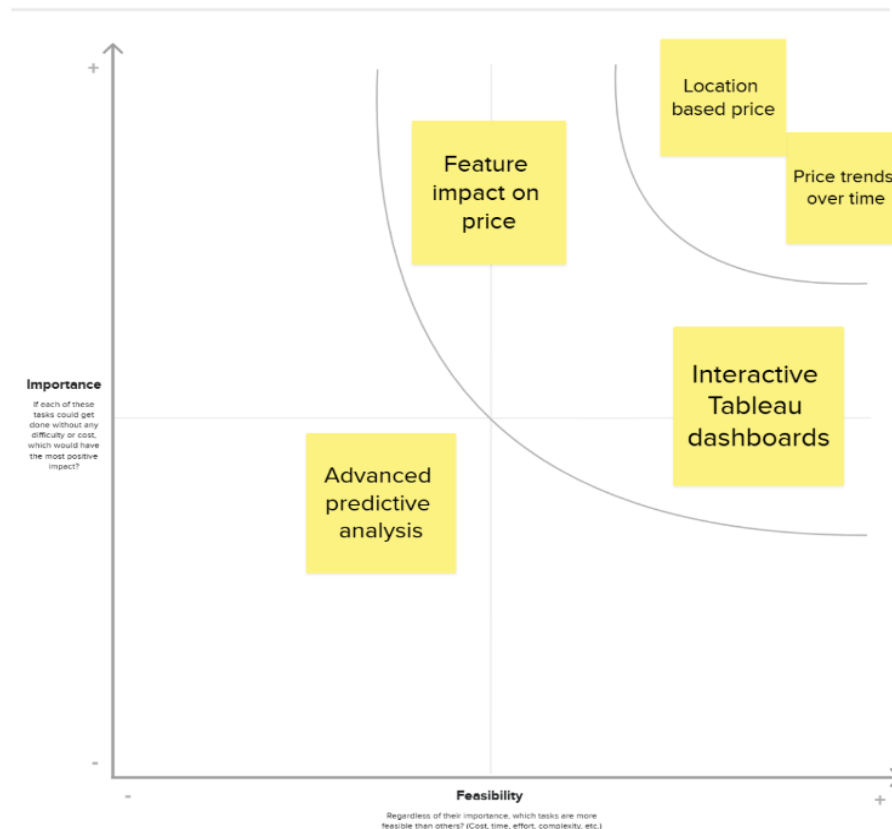 +
Location
based price
Price trends
over time
Feature
impact on
price
Interactive
Tableau
dashboards
Importance
If each of these
tasks could get
done without any
difficulty or cost,
which would have
the most positive
impact?
Advanced
predictive
analysis
-
-
Feasibility
+
Regardless of their importance, which tasks are more
feasible than others? (Cost, time, effort, complexity, etc.)